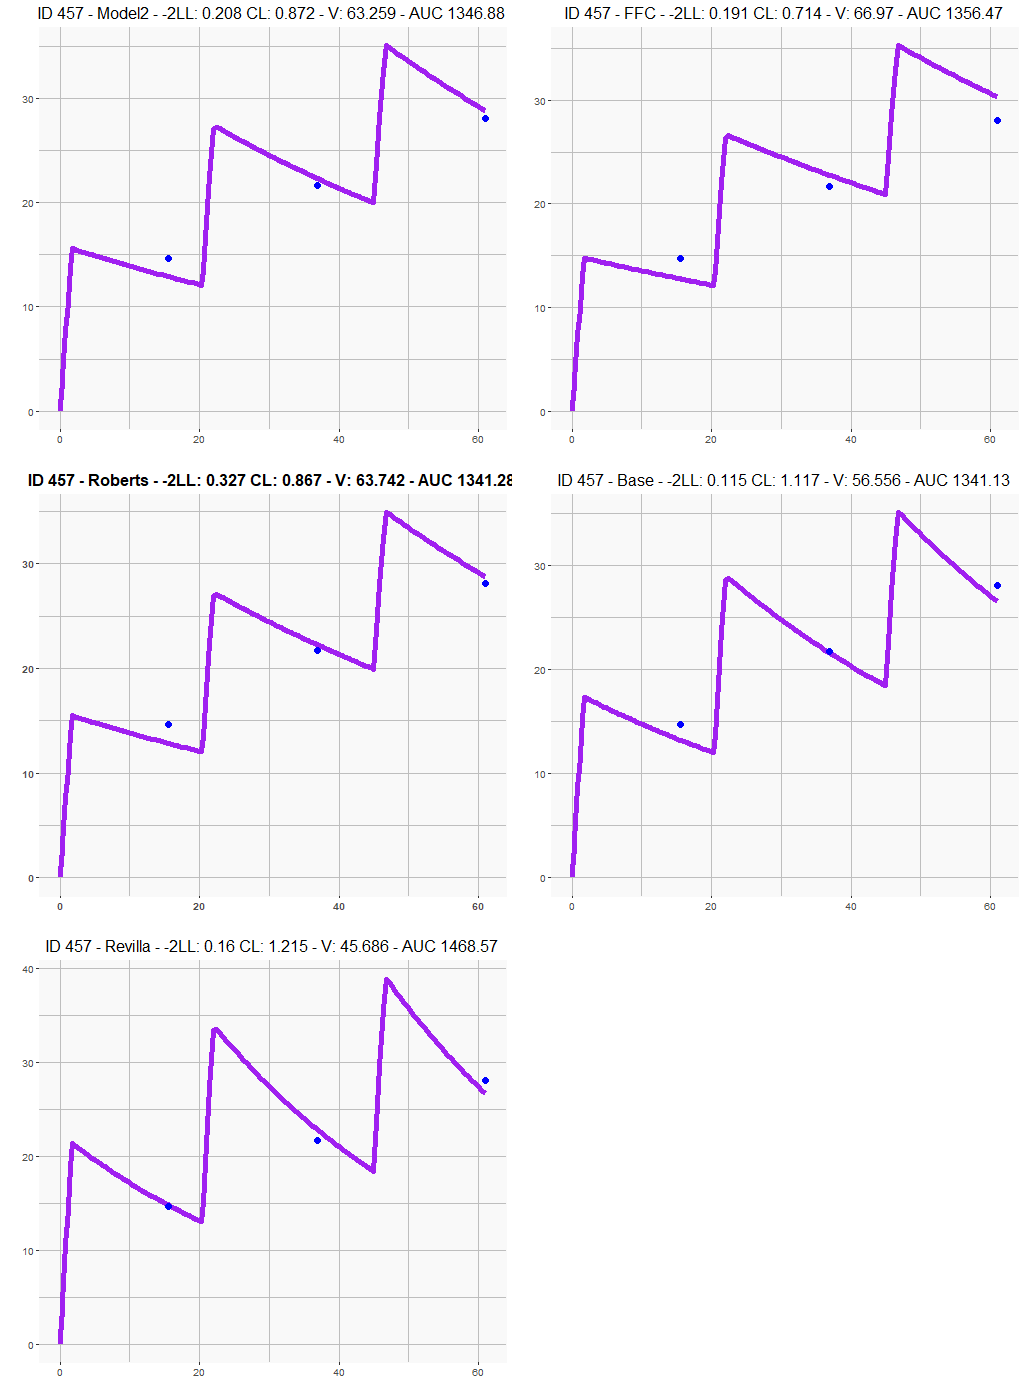 ID 457 - Model2 - -2LL: 0.208 CL: 0.872 - V: 63.259 - AUC 1346.88
30
20
10
0
0 20 40 60
ID 457 - FFC - -2LL: 0.191 CL: 0.714 - V: 66.97 - AUC 1356.47
30
20
10
0
0 20 40 60
ID 457 - Roberts - -2LL: 0.327 CL: 0.867 - V: 63.742 - AUC 1341.28
30
20
10
0
0 20 40 60
ID 457 - Base - -2LL: 0.115 CL: 1.117 - V: 56.556 - AUC 1341.13
30
20
10
0
0 20 40 60
ID 457 - Revilla - -2LL: 0.16 CL: 1.215 - V: 45.686 - AUC 1468.57
40
30
20
10
0
0 20 40 60